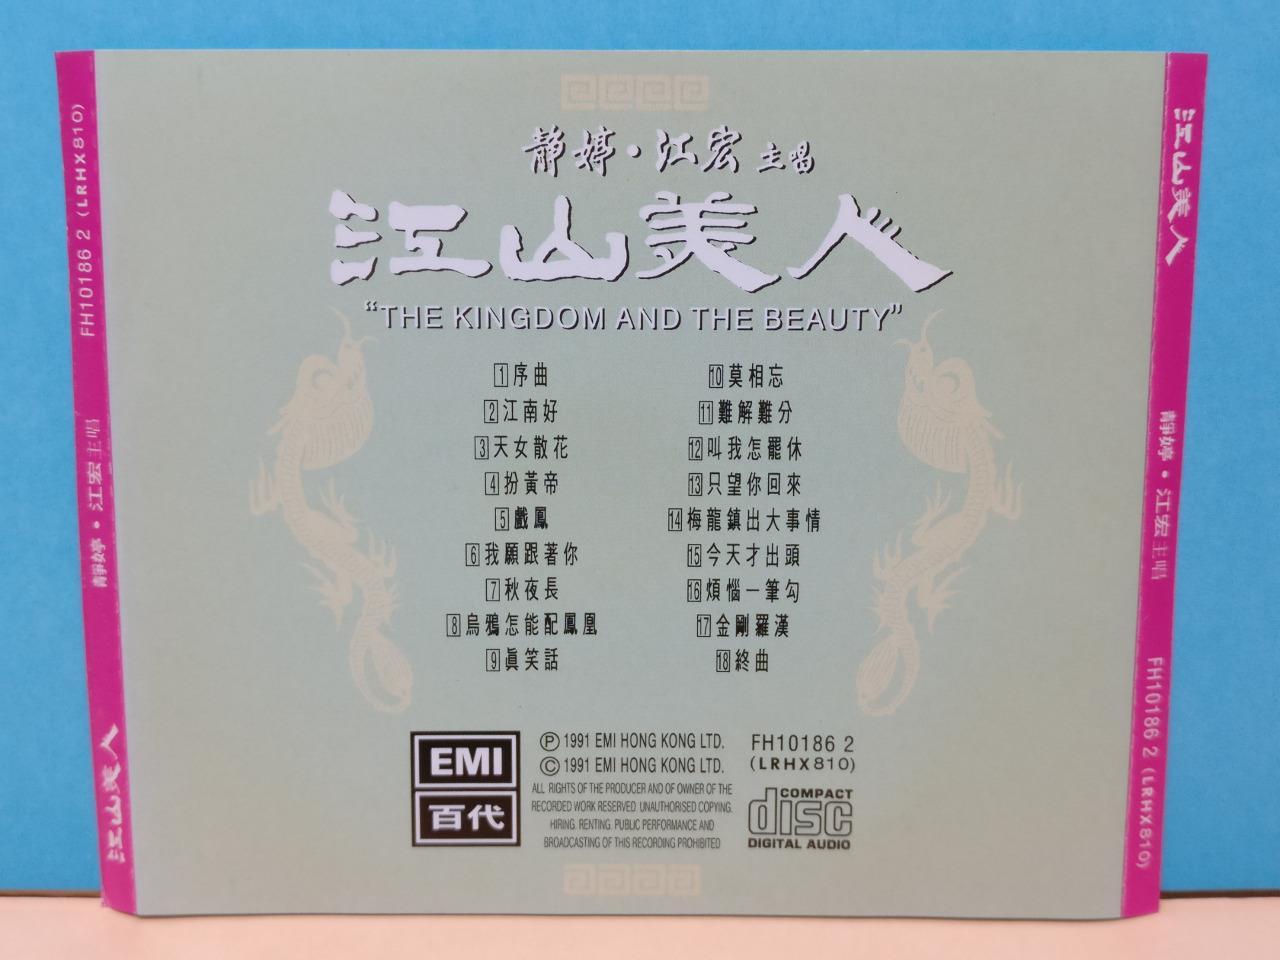 靜婷・江宏 主唱
江山美人
“THE KINGDOM AND THE BEAUTY”
1 序曲
2 江南好
3 天女散花
4 扮黃帝
5 戲鳳
6 我願跟著你
7 秋夜長
8 烏鴉怎能配鳳凰
9 眞笑話
10 莫相忘
11 難解難分
12 叫我怎罷休
13 只望你回來
14 梅龍鎮出大事情
15 今天才出頭
16 煩惱一筆勾
17 金剛羅漢
18 終曲
EMI
百代
Ⓟ 1991 EMI HONG KONG LTD.
© 1991 EMI HONG KONG LTD.
ALL RIGHTS OF THE PRODUCER AND OF OWNER OF THE
RECORDED WORK RESERVED. UNAUTHORISED COPYING.
HIRING. RENTING. PUBLIC PERFORMANCE AND
BROADCASTING OF THIS RECORDING PROHIBITED
FH10186 2
(LRHX810)
COMPACT
disc
DIGITAL AUDIO
江山美人 靜婷・江宏主唱 FH10186 2 (LRHX810)
江山美人 靜婷・江宏主唱 FH10186 2 (LRHX810)